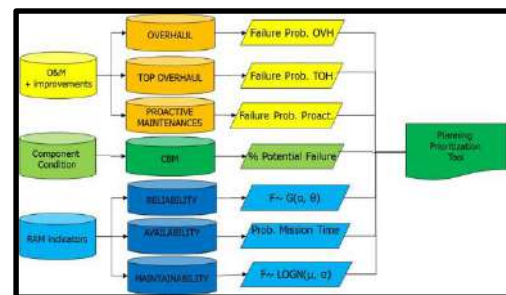 OVERHAUL
Failure Prob. OVH
O&M
+ Improvements
TOP OVERHAUL
Failure Prob. TOH.
PROACTIVE
MAINTENANCES
Failure Prob. Proact.
Planning
Prioritization
Tool
Component
Condition
CBM
% Potential Failure
RELIABILITY
F~ G(α, θ)
RAM Indicators
AVAILABILITY
Prob. Mission Time
MAINTAINABILITY
F~ LOGN(μ, σ)